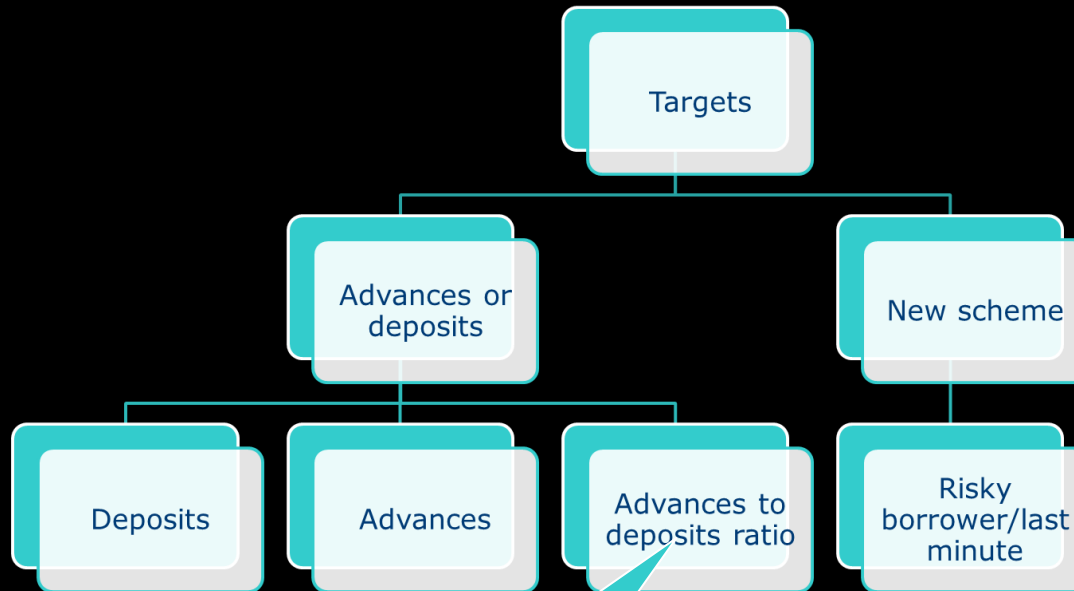 Targets
Advances or
deposits
New scheme
Deposits
Advances
Advances to
deposits ratio
Risky
borrower/last
minute